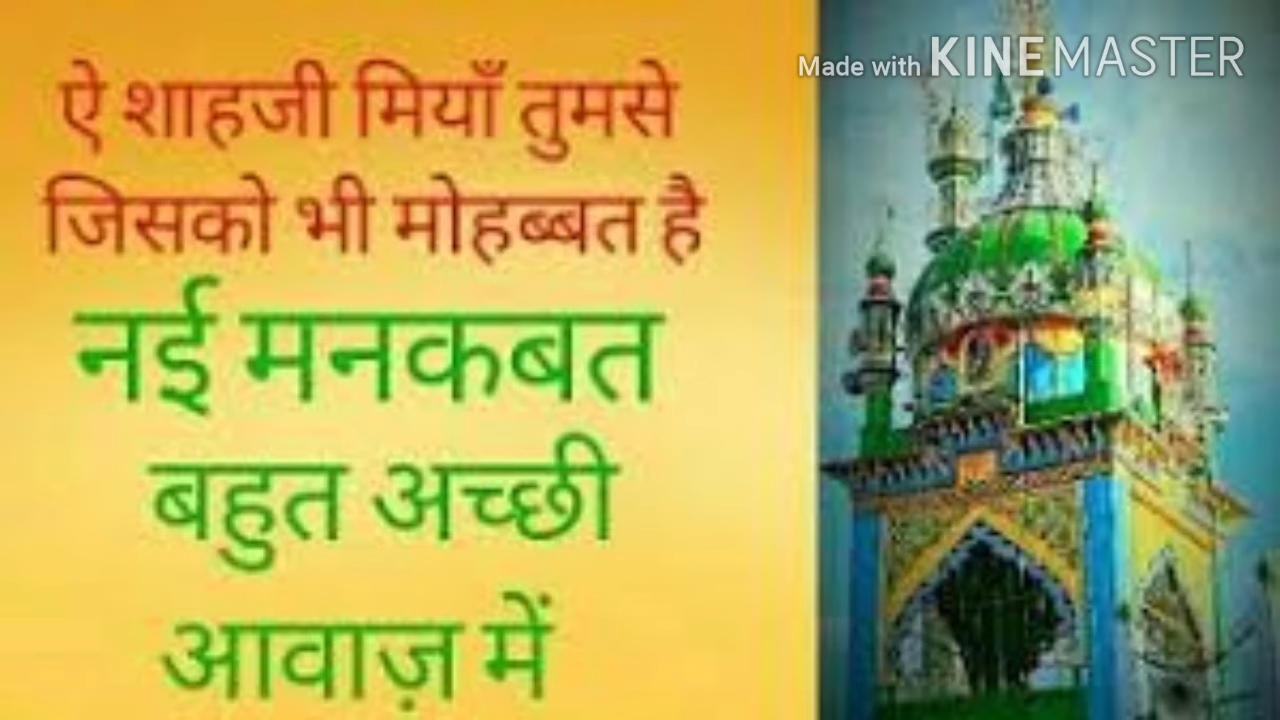 ऐ शाहजी मियाँ तुमसे
जिसको भी मोहब्बत है
नई मनकबत
बहुत अच्छी
आवाज़ में
Made with KINEMASTER